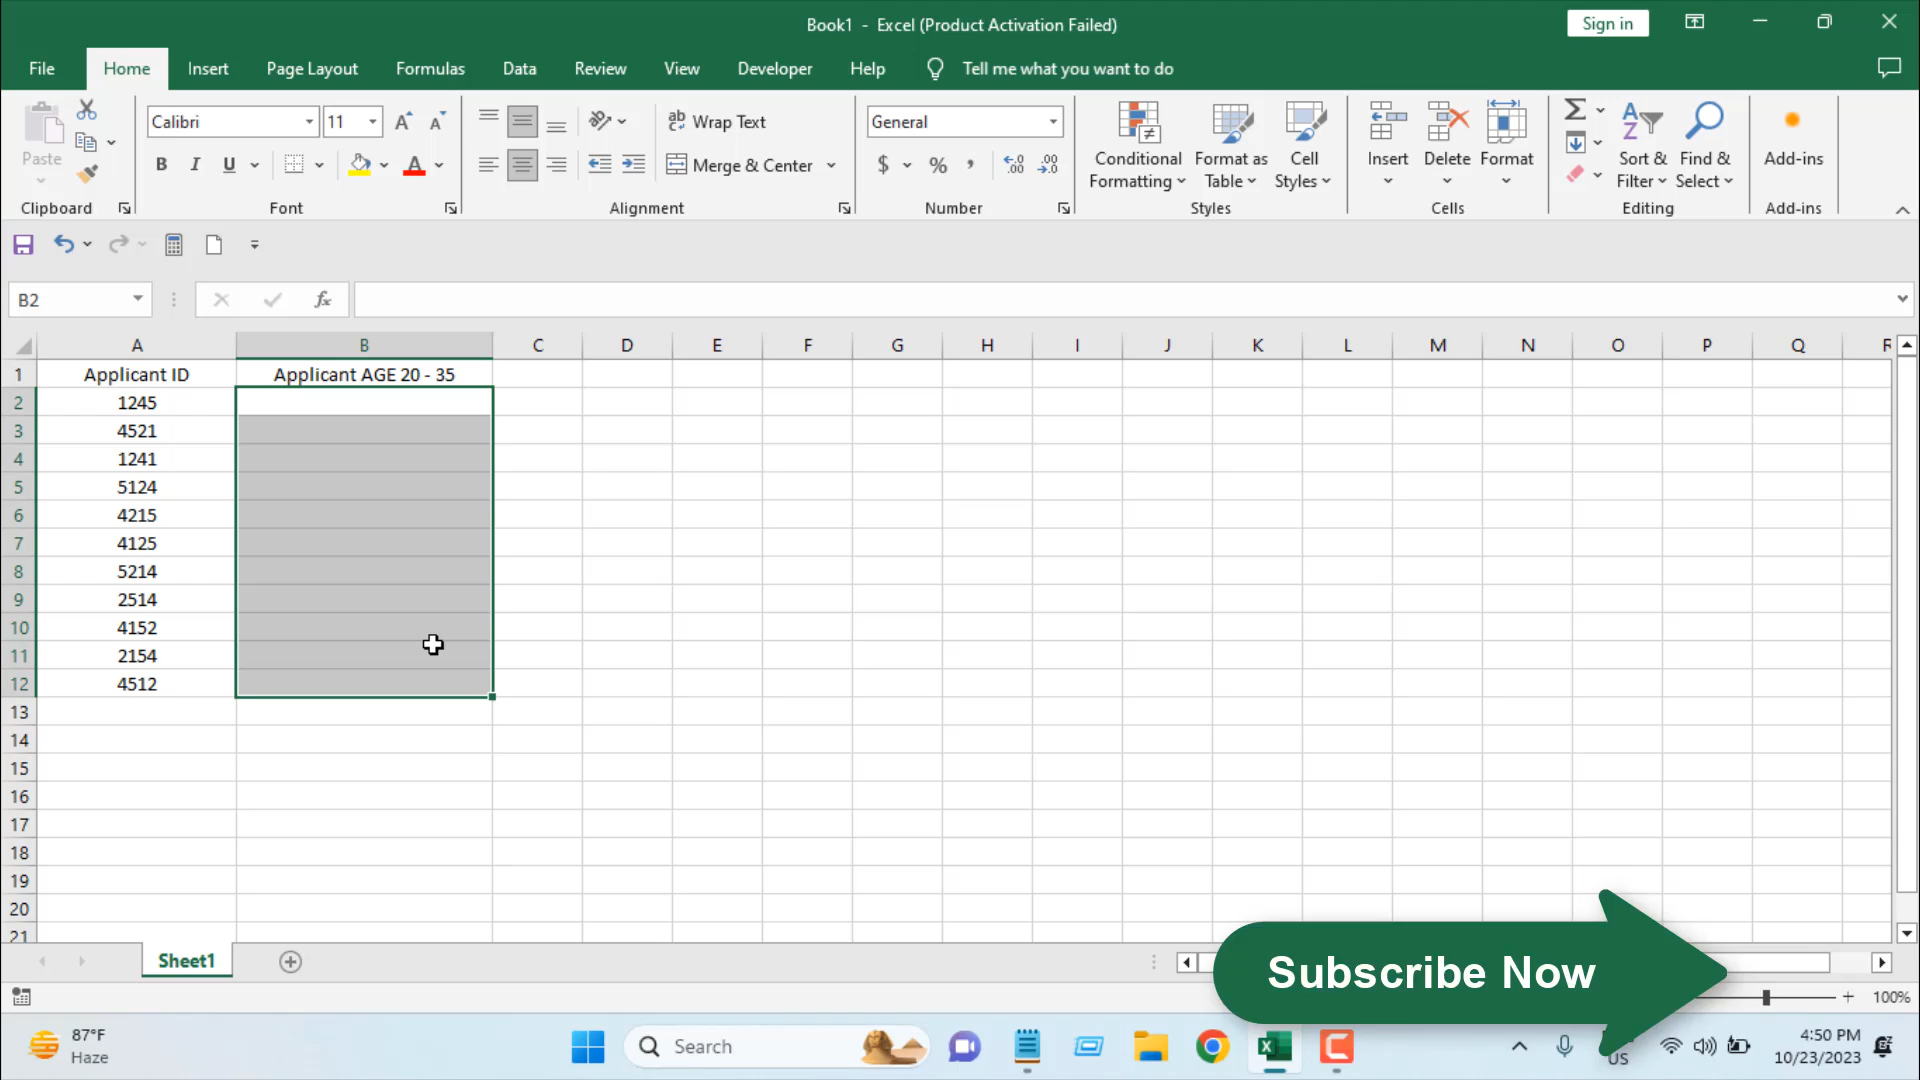 Book1 - Excel (Product Activation Failed)
Sign in
File Home Insert Page Layout Formulas Data Review View Developer Help Tell me what you want to do
Paste
Clipboard
Calibri 11
B I U
Font
Wrap Text
Merge & Center
Alignment
General
$ % ,
Number
Conditional Formatting
Format as Table
Cell Styles
Styles
Insert Delete Format
Cells
Sort & Filter
Find & Select
Editing
Add-ins
Add-ins
B2
fx
A B C D E F G H I J K L M N O P Q R
1 Applicant ID Applicant AGE 20 - 35
2 1245
3 4521
4 1241
5 5124
6 4215
7 4125
8 5214
9 2514
10 4152
11 2154
12 4512
13
14
15
16
17
18
19
20
21
Sheet1
Subscribe Now
100%
87°F
Haze
Search
US
4:50 PM
10/23/2023